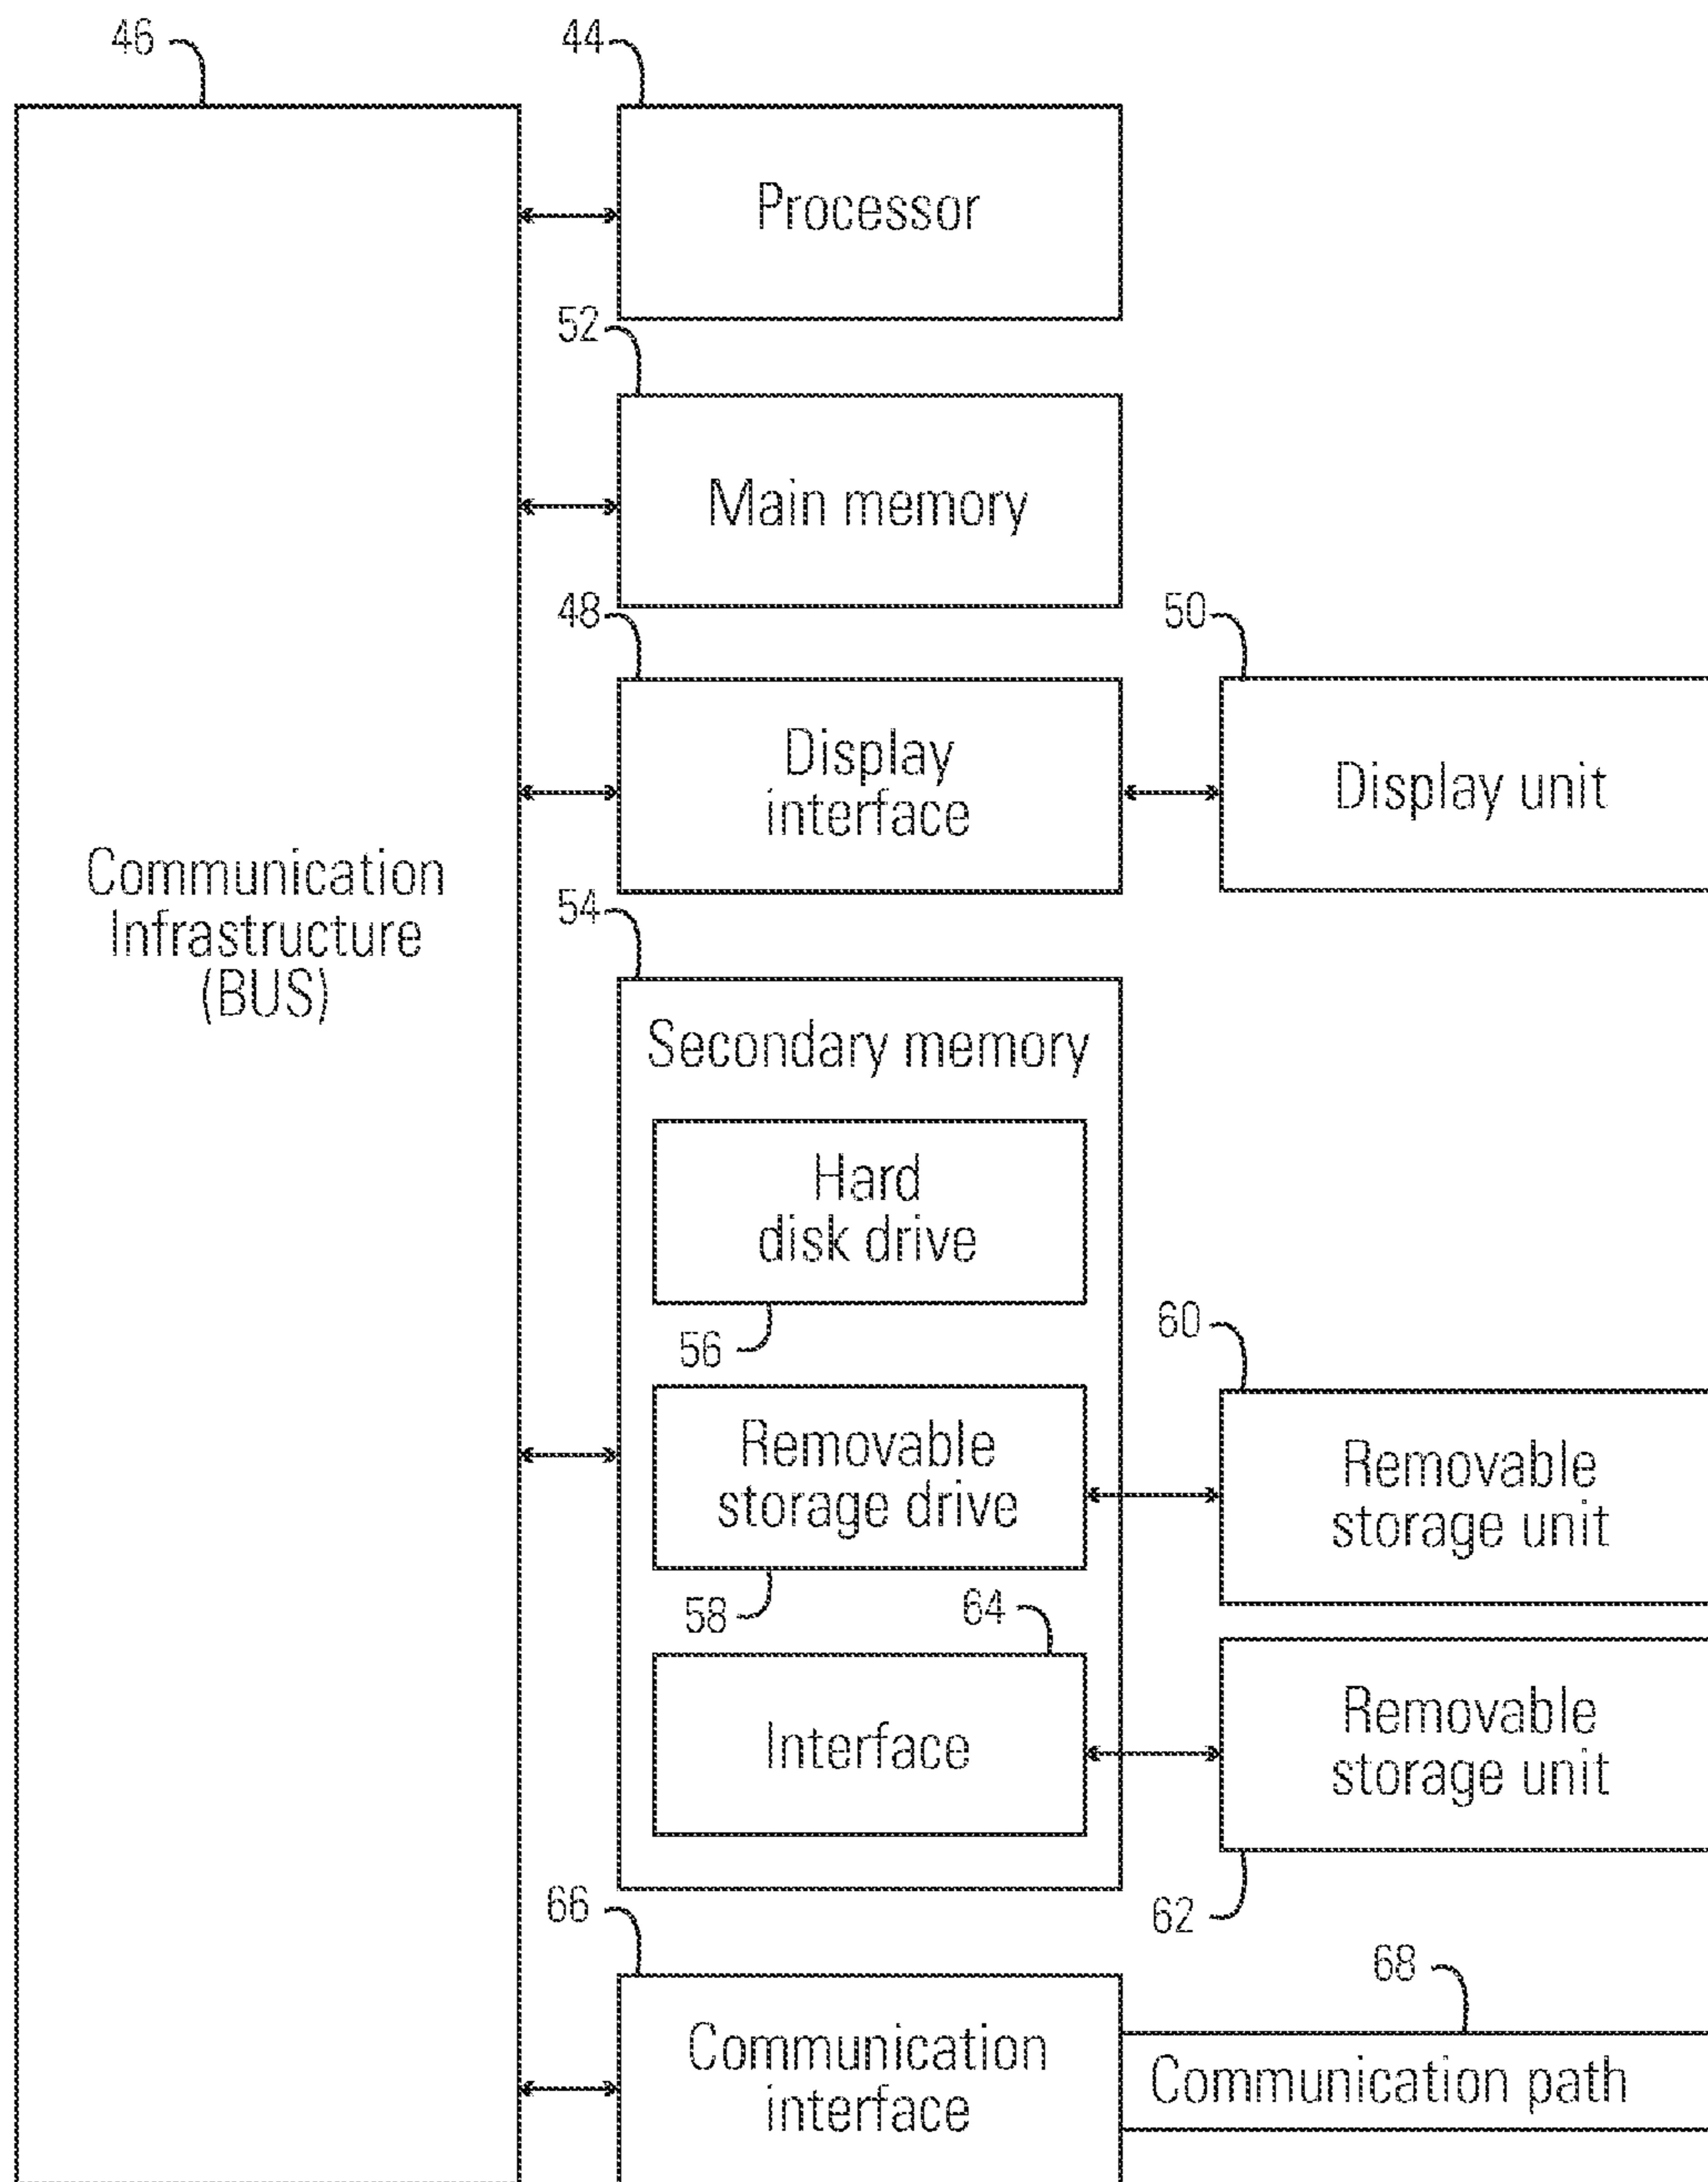 46
44
Processor
52
Main memory
48
50
Display
interface
Display unit
Communication
Infrastructure
(BUS)
54
Secondary memory
Hard
disk drive
56
60
Removable
storage drive
Removable
storage unit
58
64
Interface
Removable
storage unit
62
66
68
Communication
interface
Communication path